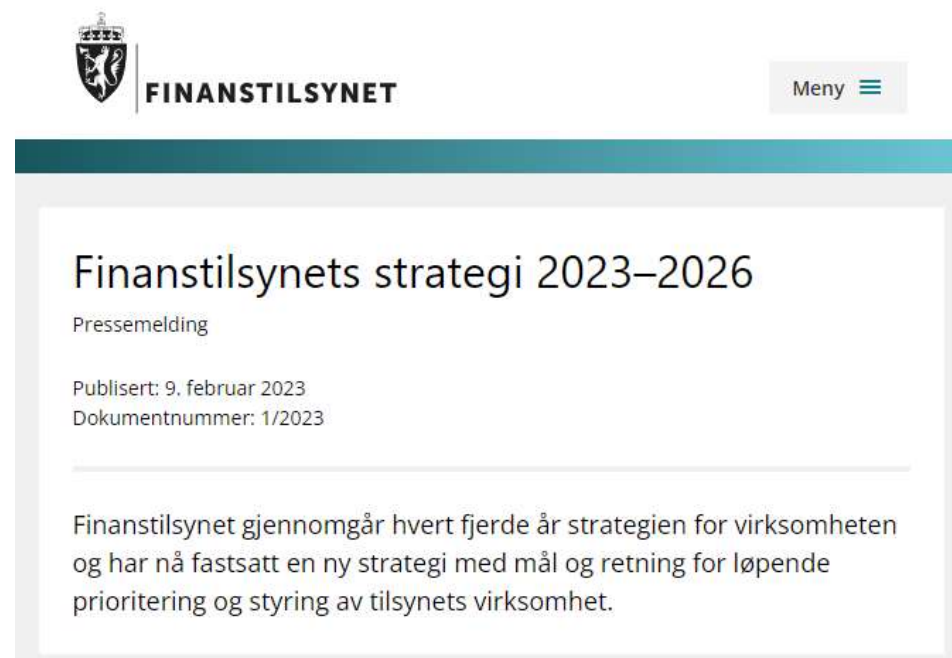 FINANSTILSYNET
Meny
Finanstilsynets strategi 2023–2026
Pressemelding
Publisert: 9. februar 2023
Dokumentnummer: 1/2023
Finanstilsynet gjennomgår hvert fjerde år strategien for virksomheten
og har nå fastsatt en ny strategi med mål og retning for løpende
prioritering og styring av tilsynets virksomhet.